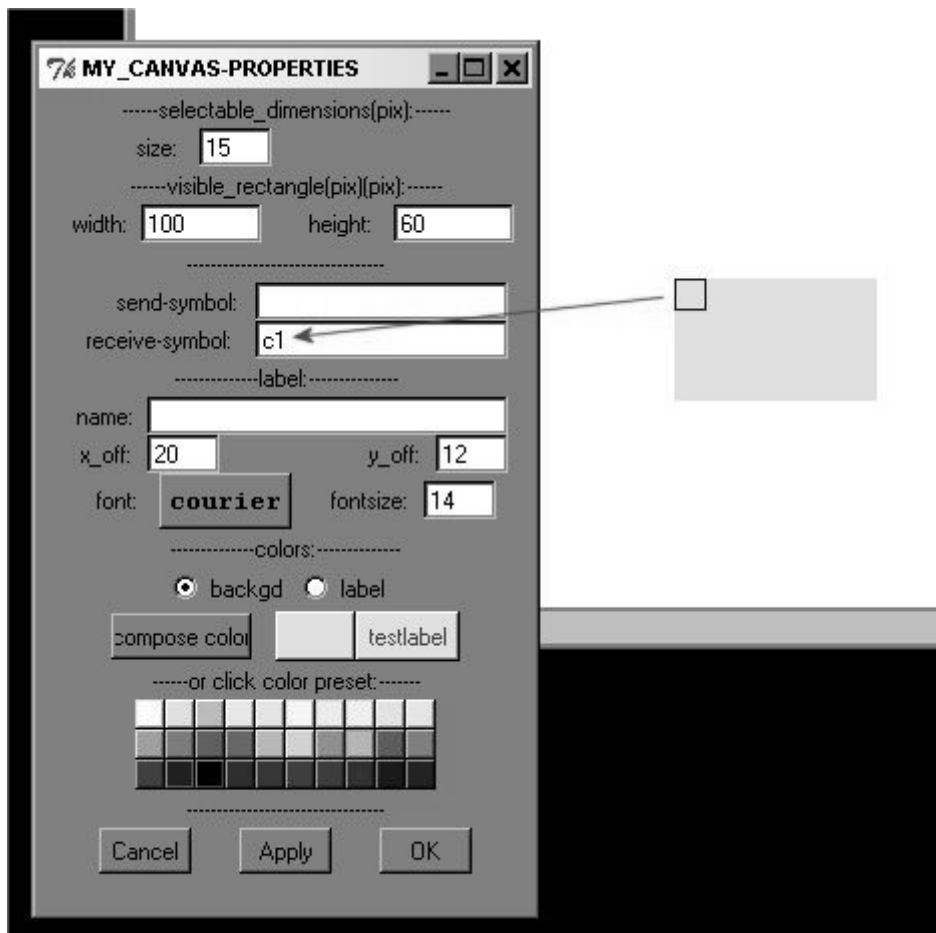 MY_CANVAS-PROPERTIES
------selectable_dimensions(pix):------
size: 15
------visible_rectangle(pix)(pix):------
width: 100 height: 60
----------------------------
send-symbol:
receive-symbol: c1
-------------label:-------------
name:
x_off: 20 y_off: 12
font: courier fontsize: 14
-------------colors:-------------
backgd label
compose color testlabel
------or click color preset:-------
----------------------------
Cancel Apply OK